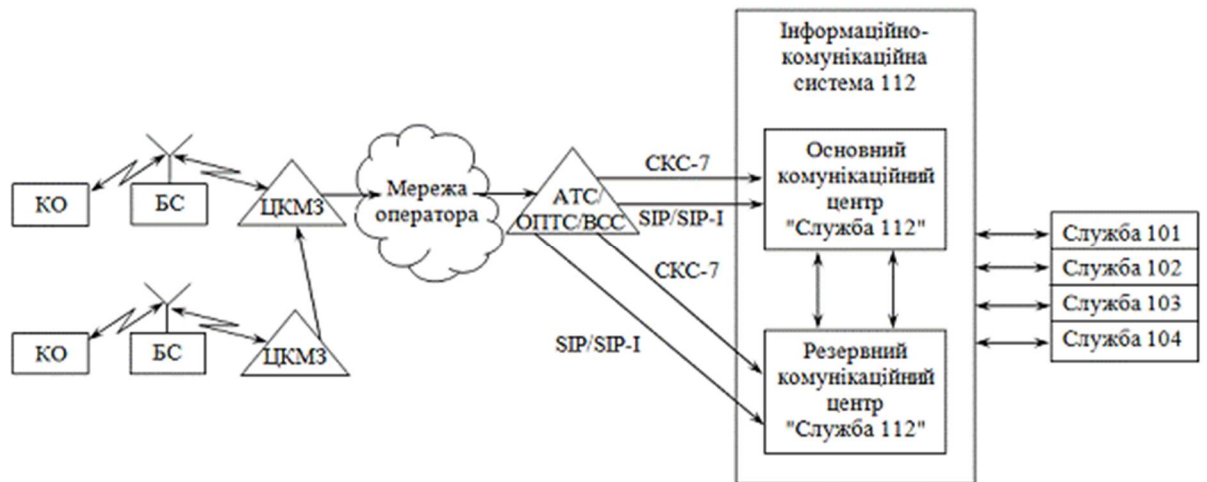 Інформаційно-
комунікаційна
система 112
КО
БС
ЦКМЗ
Мережа
оператора
АТС/
ОПТС/ВСС
СКС-7
SIP/SIP-I
Основний
комунікаційний
центр
"Служба 112"
СКС-7
Служба 101
Служба 102
Служба 103
Служба 104
КО
БС
ЦКМЗ
SIP/SIP-I
Резервний
комунікаційний
центр
"Служба 112"